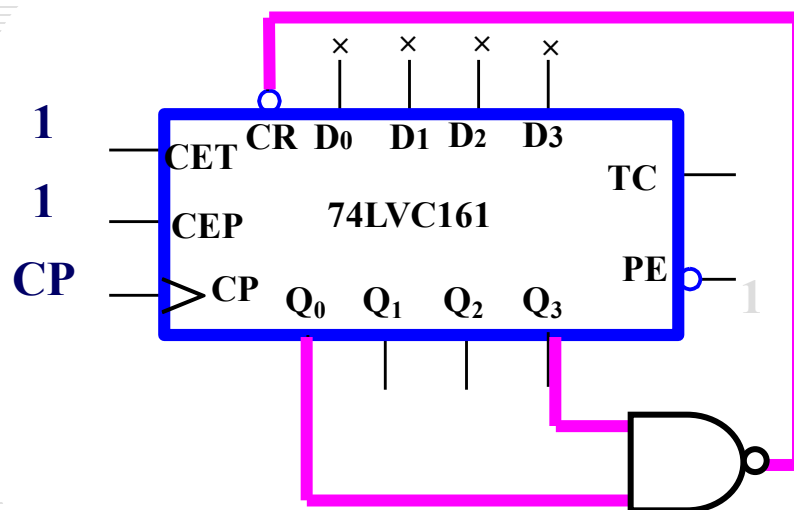 × × × ×
1 CET CR D0 D1 D2 D3
TC
1 CEP 74LVC161
CP CP PE 1
Q0 Q1 Q2 Q3